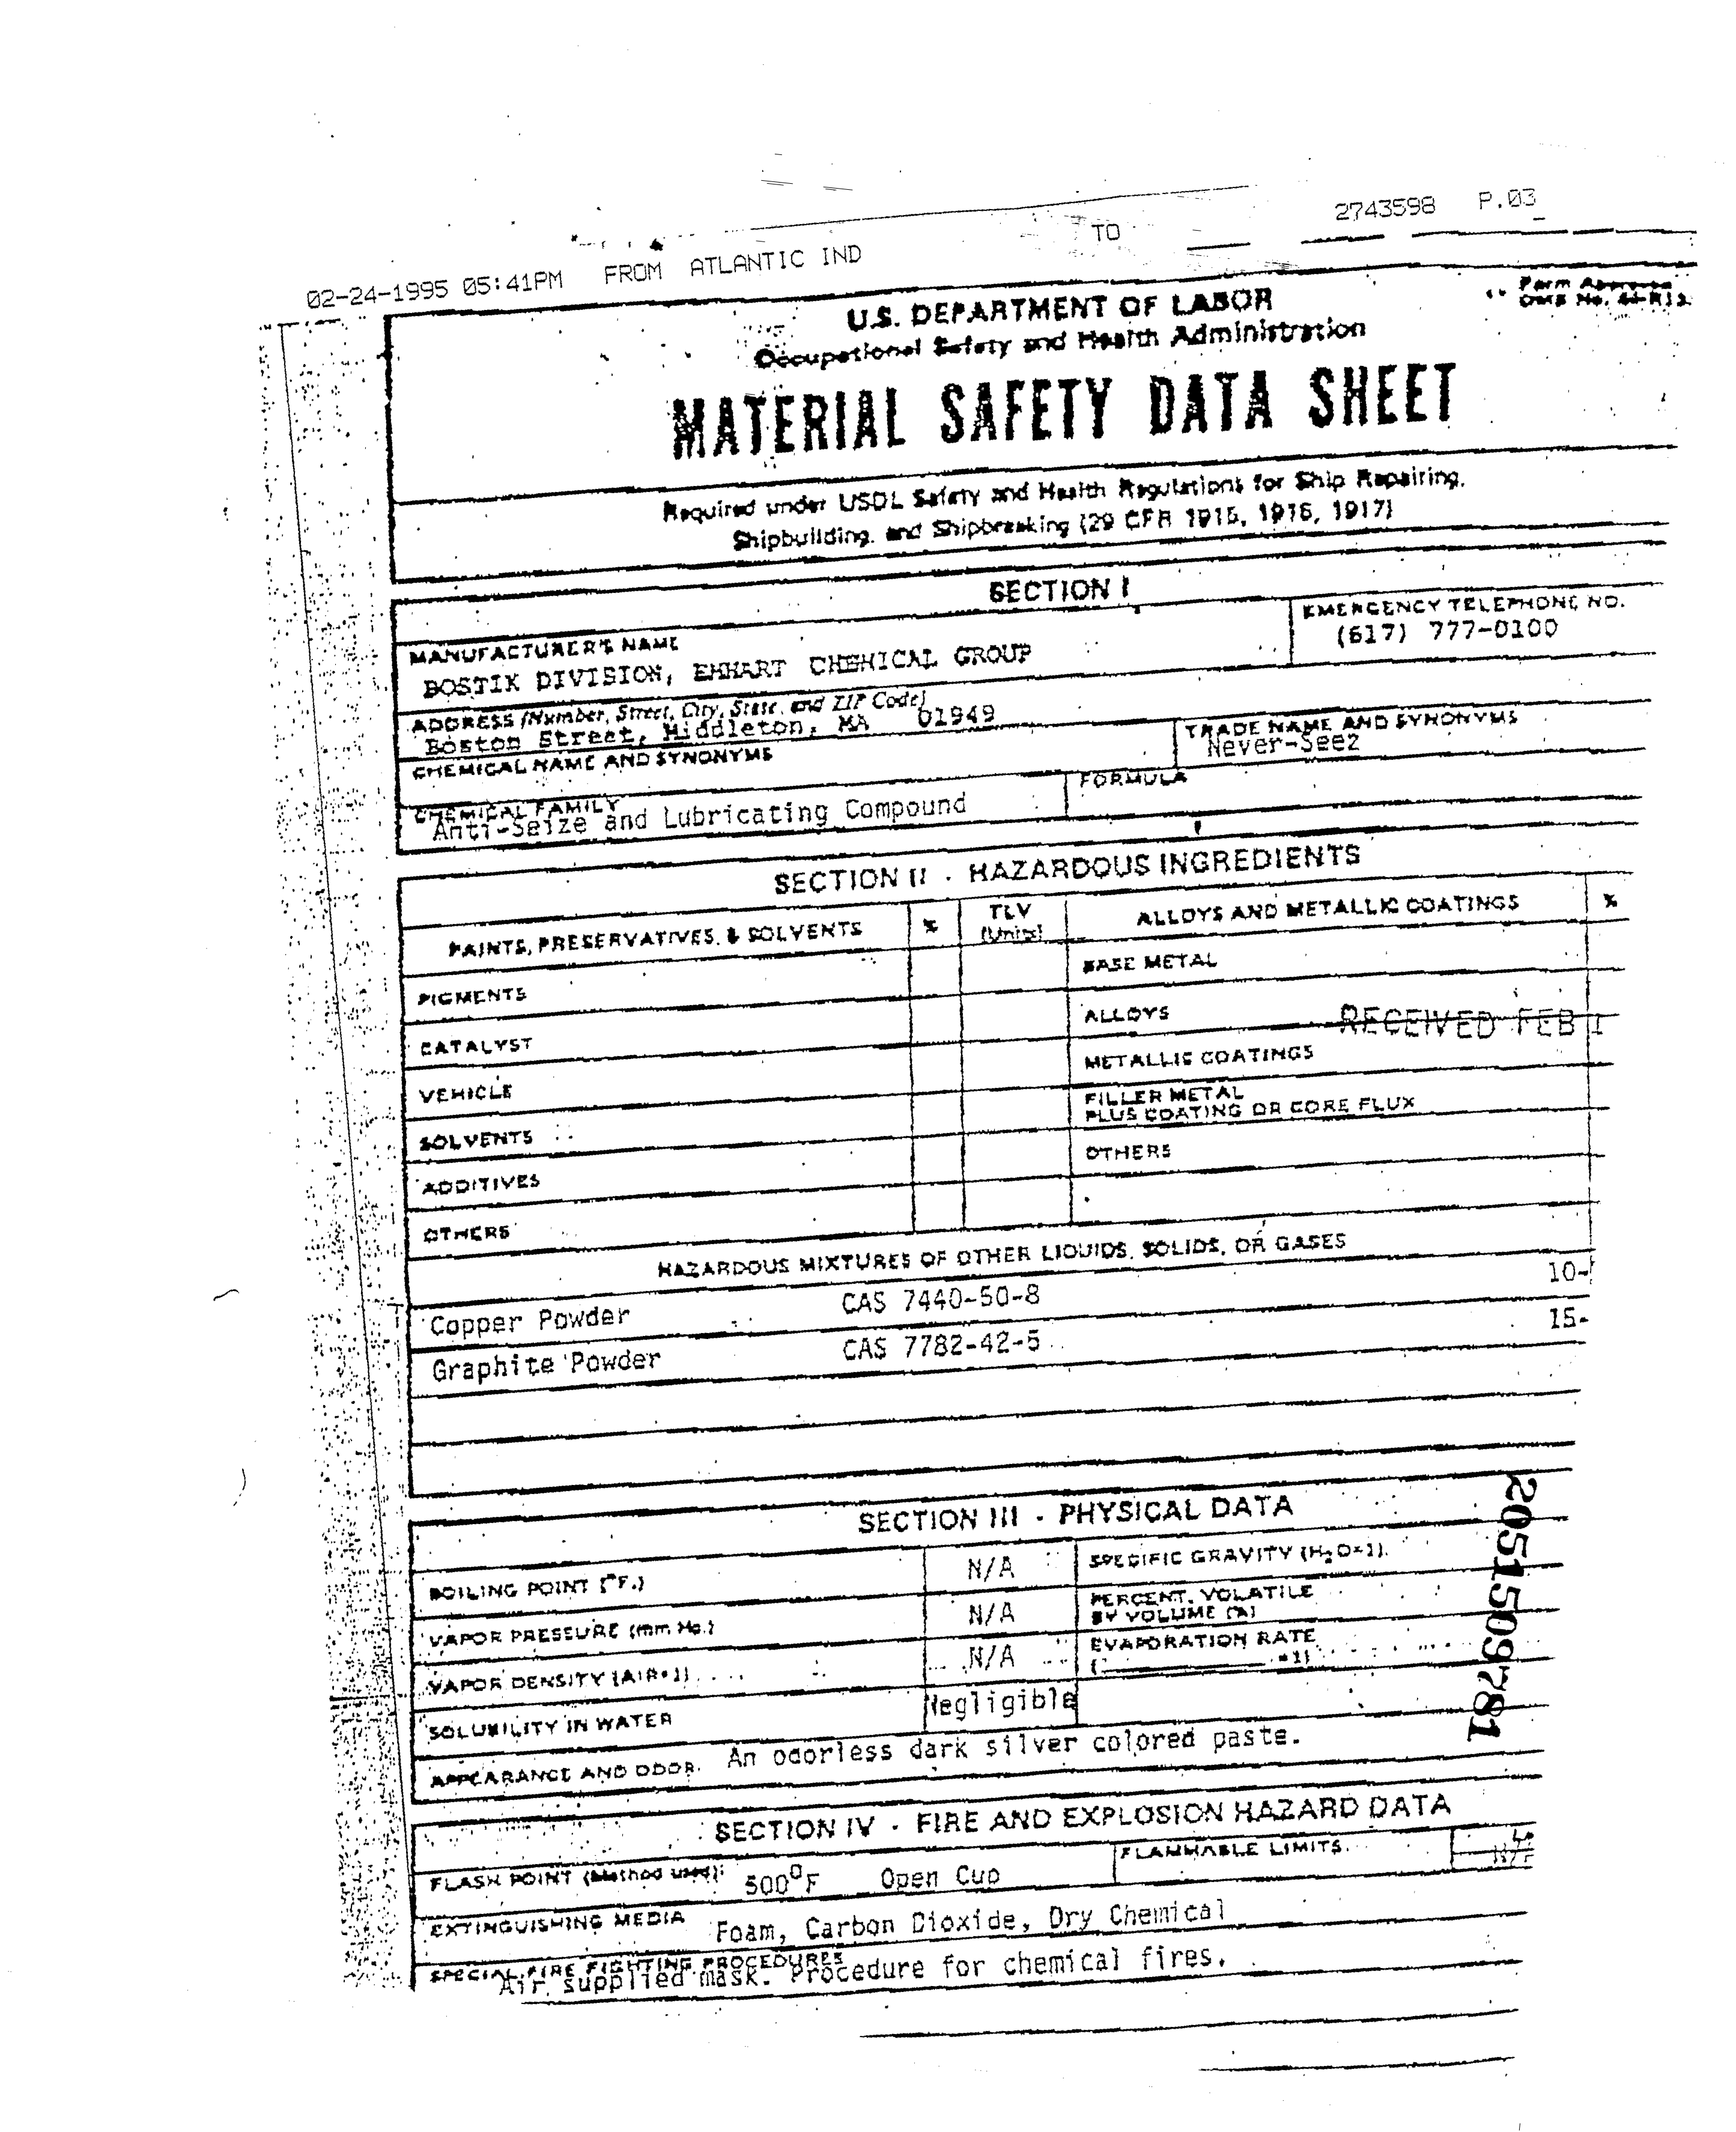 02-24-1995 05:41PM FROM ATLANTIC IND TO 2743598 P.03
Form Approved
OMB No. 44-R13
U.S. DEPARTMENT OF LABOR
Occupational Safety and Health Administration
MATERIAL SAFETY DATA SHEET
Required under USDL Safety and Health Regulations for Ship Repairing,
Shipbuilding, and Shipbreaking (29 CFR 1915, 1916, 1917)
SECTION I
MANUFACTURER'S NAME
BOSTIK DIVISION, EMHART CHEMICAL GROUP
EMERGENCY TELEPHONE NO.
(617) 777-0100
ADDRESS (Number, Street, City, State, and ZIP Code)
Boston Street, Middleton, MA 01949
CHEMICAL NAME AND SYNONYMS
TRADE NAME AND SYNONYMS
Never-Seez
CHEMICAL FAMILY
Anti-Seize and Lubricating Compound
FORMULA
SECTION II - HAZARDOUS INGREDIENTS
PAINTS, PRESERVATIVES, & SOLVENTS % TLV (Units) ALLOYS AND METALLIC COATINGS %
PIGMENTS BASE METAL
CATALYST ALLOYS
RECEIVED FEB 1
VEHICLE METALLIC COATINGS
SOLVENTS FILLER METAL
PLUS COATING OR CORE FLUX
ADDITIVES OTHERS
OTHERS
HAZARDOUS MIXTURES OF OTHER LIQUIDS, SOLIDS, OR GASES
Copper Powder CAS 7440-50-8 10-
Graphite Powder CAS 7782-42-5 15-
SECTION III - PHYSICAL DATA
BOILING POINT (°F.) N/A SPECIFIC GRAVITY (H2O=1)
VAPOR PRESSURE (mm Hg.) N/A PERCENT, VOLATILE
BY VOLUME (%)
VAPOR DENSITY (AIR=1) N/A EVAPORATION RATE
( =1)
SOLUBILITY IN WATER Negligible
APPEARANCE AND ODOR An odorless dark silver colored paste.
2051509781
SECTION IV - FIRE AND EXPLOSION HAZARD DATA
FLASH POINT (Method used) 500°F Open Cup FLAMMABLE LIMITS
EXTINGUISHING MEDIA Foam, Carbon Dioxide, Dry Chemical
SPECIAL FIRE FIGHTING PROCEDURES
Air supplied mask. Procedure for chemical fires.